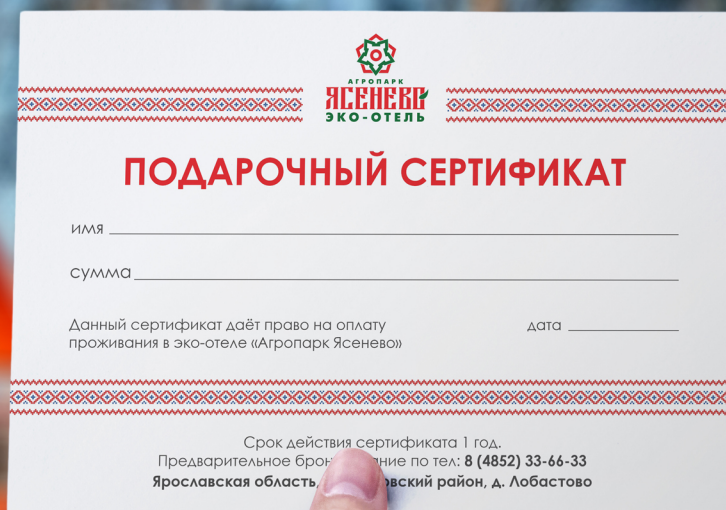 АГРОПАРК
ЯСЕНЕВО
ЭКО-ОТЕЛЬ
ПОДАРОЧНЫЙ СЕРТИФИКАТ
имя
сумма
Данный сертификат даёт право на оплату
проживания в эко-отеле «Агропарк Ясенево»
дата
Срок действия сертификата 1 год.
Предварительное по тел: 8 (4852) 33-66-33
Ярославская область, район, д. Лобастово